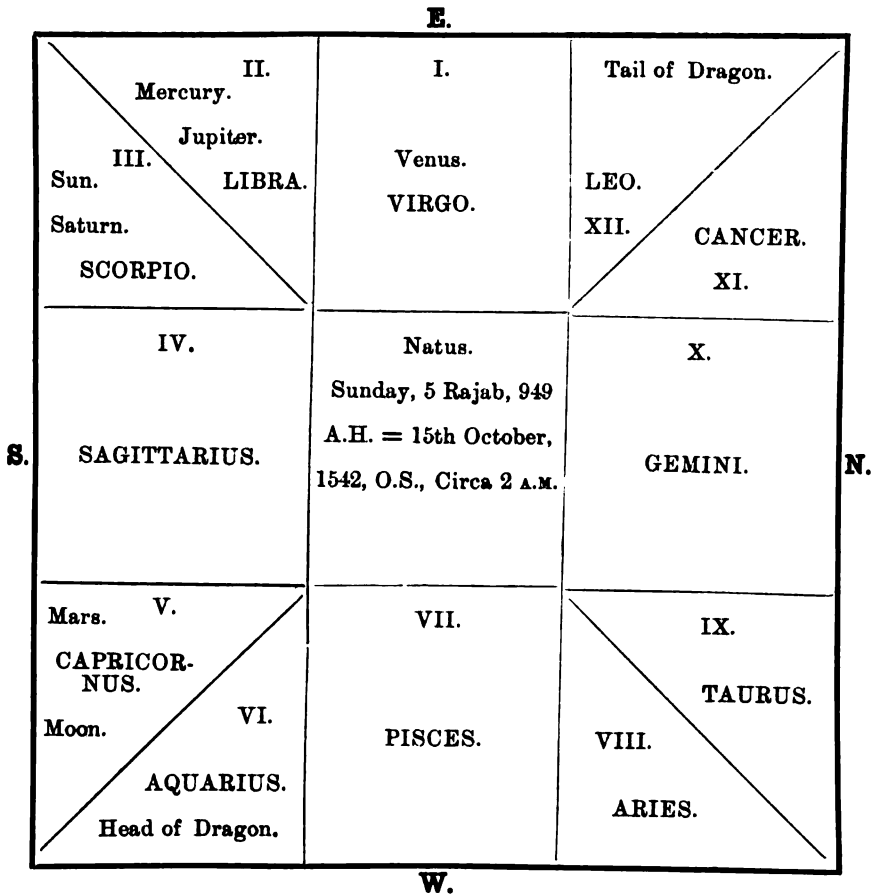 E.
II.
Mercury.
Jupiter.
LIBRA.
I.
Venus.
VIRGO.
Tail of Dragon.
LEO.
XII.
CANCER.
XI.
III.
Sun.
Saturn.
SCORPIO.
S.
IV.
SAGITTARIUS.
Natus.
Sunday, 5 Rajab, 949
A.H. = 15th October,
1542, O.S., Circa 2 A.M.
X.
GEMINI.
N.
V.
Mars.
CAPRICOR-
NUS.
Moon.
VI.
AQUARIUS.
Head of Dragon.
VII.
PISCES.
VIII.
ARIES.
IX.
TAURUS.
W.